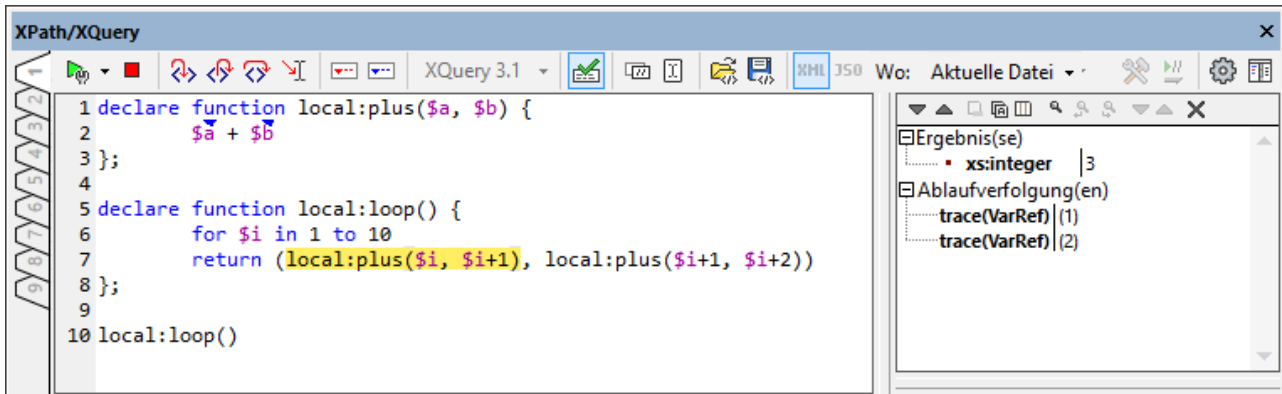 XPath/XQuery
XQuery 3.1 XML JSO Wo: Aktuelle Datei
1 declare function local:plus($a, $b) {
2 $a + $b
3 };
4
5 declare function local:loop() {
6 for $i in 1 to 10
7 return (local:plus($i, $i+1), local:plus($i+1, $i+2))
8 };
9
10 local:loop()
1
2
3
4
5
6
7
8
9
Ergebnis(se)
xs:integer 3
Ablaufverfolgung(en)
trace(VarRef) (1)
trace(VarRef) (2)